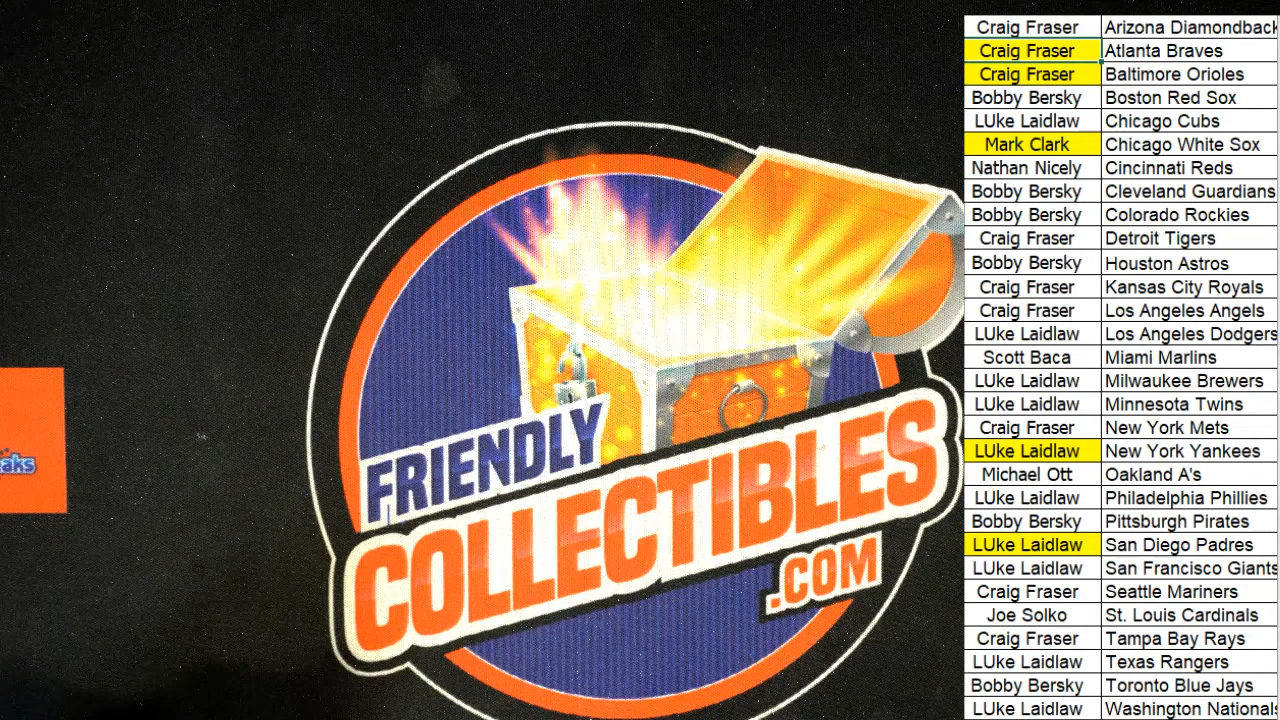 aks
FRIENDLY
COLLECTIBLES
.COM
Craig Fraser Arizona Diamondback
Craig Fraser Atlanta Braves
Craig Fraser Baltimore Orioles
Bobby Bersky Boston Red Sox
LUke Laidlaw Chicago Cubs
Mark Clark Chicago White Sox
Nathan Nicely Cincinnati Reds
Bobby Bersky Cleveland Guardians
Bobby Bersky Colorado Rockies
Craig Fraser Detroit Tigers
Bobby Bersky Houston Astros
Craig Fraser Kansas City Royals
Craig Fraser Los Angeles Angels
LUke Laidlaw Los Angeles Dodgers
Scott Baca Miami Marlins
LUke Laidlaw Milwaukee Brewers
LUke Laidlaw Minnesota Twins
Craig Fraser New York Mets
LUke Laidlaw New York Yankees
Michael Ott Oakland A's
LUke Laidlaw Philadelphia Phillies
Bobby Bersky Pittsburgh Pirates
LUke Laidlaw San Diego Padres
LUke Laidlaw San Francisco Giants
Craig Fraser Seattle Mariners
Joe Solko St. Louis Cardinals
Craig Fraser Tampa Bay Rays
LUke Laidlaw Texas Rangers
Bobby Bersky Toronto Blue Jays
LUke Laidlaw Washington Nationals